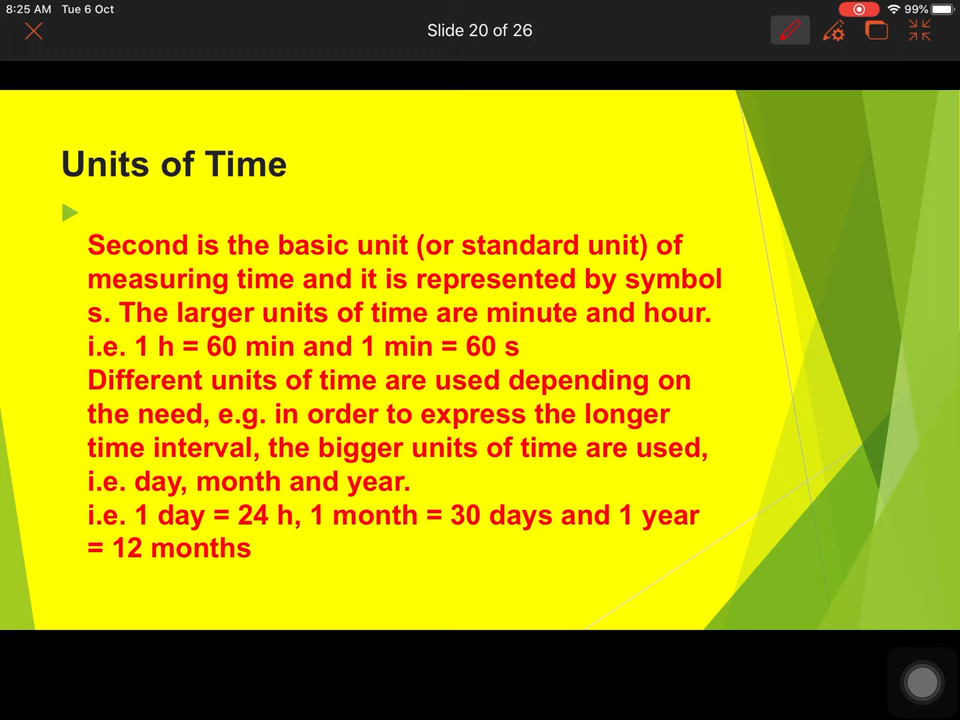 8:25 AM Tue 6 Oct
99%
Slide 20 of 26
Units of Time
Second is the basic unit (or standard unit) of
measuring time and it is represented by symbol
s. The larger units of time are minute and hour.
i.e. 1 h = 60 min and 1 min = 60 s
Different units of time are used depending on
the need, e.g. in order to express the longer
time interval, the bigger units of time are used,
i.e. day, month and year.
i.e. 1 day = 24 h, 1 month = 30 days and 1 year
= 12 months